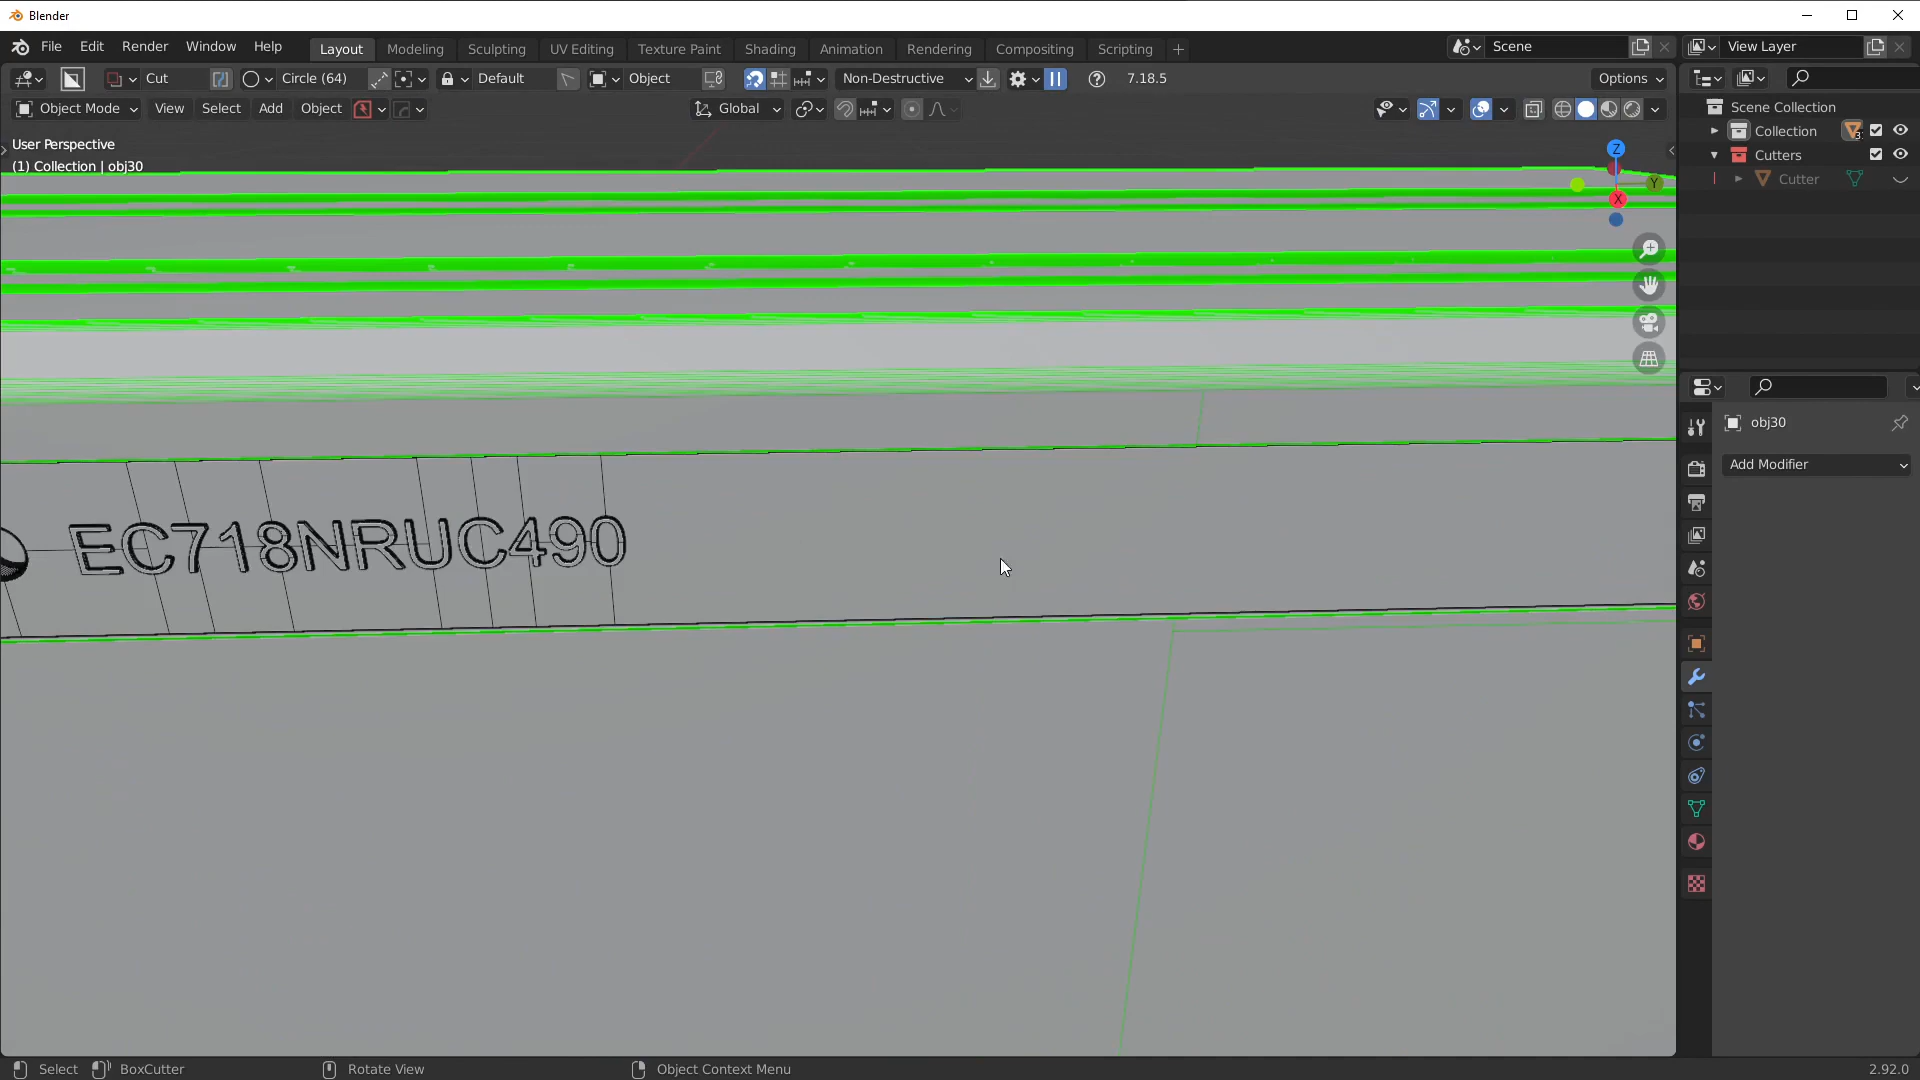 Blender
File Edit Render Window Help Layout Modeling Sculpting UV Editing Texture Paint Shading Animation Rendering Compositing Scripting + Scene View Layer
Cut Circle (64) Default Object Non-Destructive 7.18.5 Options
Object Mode View Select Add Object Global Scene Collection
User Perspective Collection
(1) Collection | obj30 Cutters
Z
Y
X
Cutter
obj30
Add Modifier
EC718NRUC490
Select BoxCutter Rotate View Object Context Menu 2.92.0